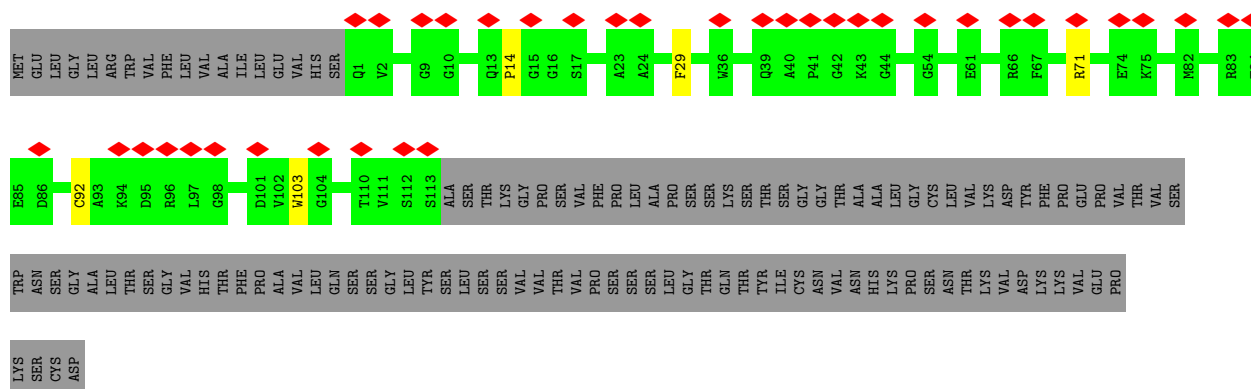 MET GLU LEU GLY LEU ARG TRP VAL PHE LEU VAL ALA ILE LEU GLU VAL HIS SER Q1 V2 G9 G10 Q13 P14 G15 G16 S17 A23 A24 F29 W36 Q39 A40 P41 G42 K43 G44 G54 E61 R66 F67 R71 E74 K75 M82 R83
E85 D86 C92 A93 K94 D95 R96 L97 G98 D101 V102 W103 G104 T110 V111 S112 S113 ALA SER THR LYS GLY PRO SER VAL PHE PRO LEU ALA PRO SER SER LYS SER THR SER GLY GLY THR ALA ALA LEU GLY CYS LEU VAL LYS ASP TYR PHE PRO GLU PRO VAL THR VAL SER
TRP ASN SER GLY ALA LEU THR SER GLY VAL HIS THR PHE PRO ALA VAL LEU GLN SER SER GLY LEU TYR SER LEU SER SER VAL VAL THR VAL PRO SER SER SER LEU GLY THR GLN THR TYR ILE CYS ASN VAL ASN HIS LYS PRO SER ASN THR LYS VAL ASP LYS LYS VAL GLU PRO
LYS SER CYS ASP